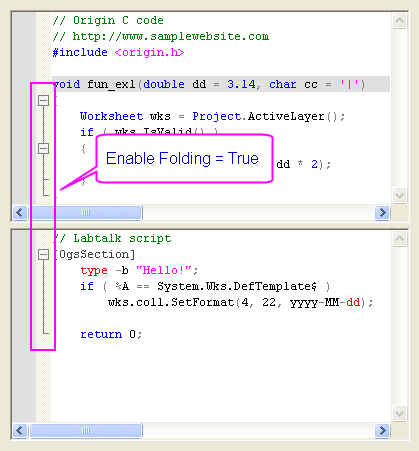 // Origin C code
// http://www.samplewebsite.com
#include <origin.h>
void fun_ex1(double dd = 3.14, char cc = '|')
{
Worksheet wks = Project.ActiveLayer();
if ( wks.IsValid() )
{
Enable Folding = True
dd * 2);
}
// Labtalk script
[OgsSection]
type -b "Hello!";
if ( %A == System.Wks.DefTemplate$ )
wks.coll.SetFormat(4, 22, yyyy-MM-dd);
return 0;